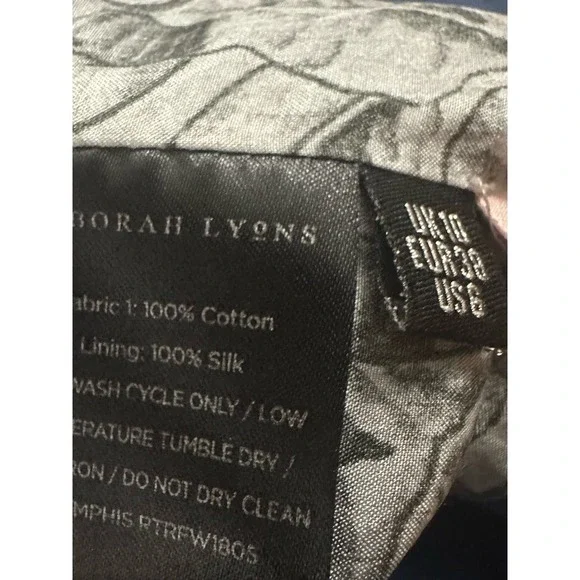 BORAH LYONS
abric 1: 100% Cotton
Lining: 100% Silk
WASH CYCLE ONLY / LOW
ERATURE TUMBLE DRY /
RON / DO NOT DRY CLEAN
MPHIS RTRFW1805
UK10
EUR38
US6